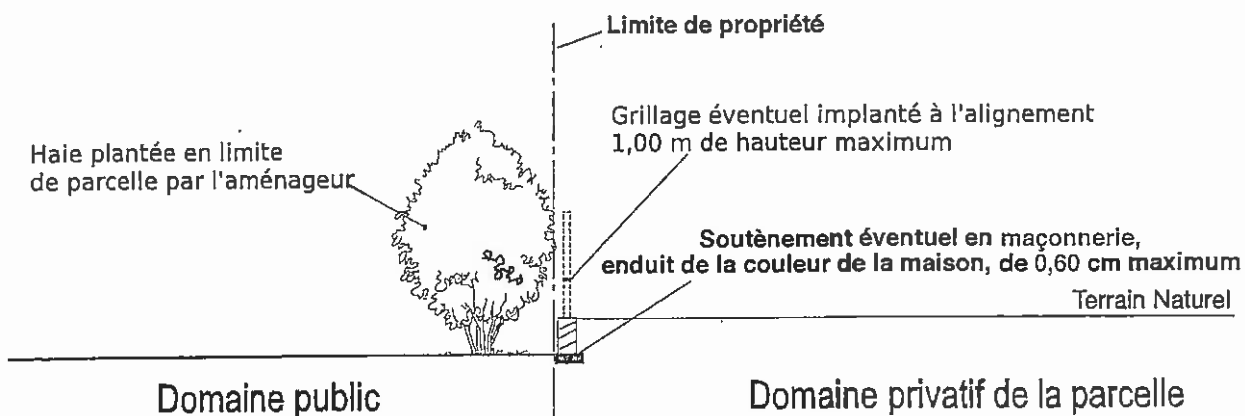 Limite de propriété
Grillage éventuel implanté à l'alignement
1,00 m de hauteur maximum
Haie plantée en limite
de parcelle par l'aménageur
Soutènement éventuel en maçonnerie,
enduit de la couleur de la maison, de 0,60 cm maximum
Terrain Naturel
Domaine public
Domaine privatif de la parcelle